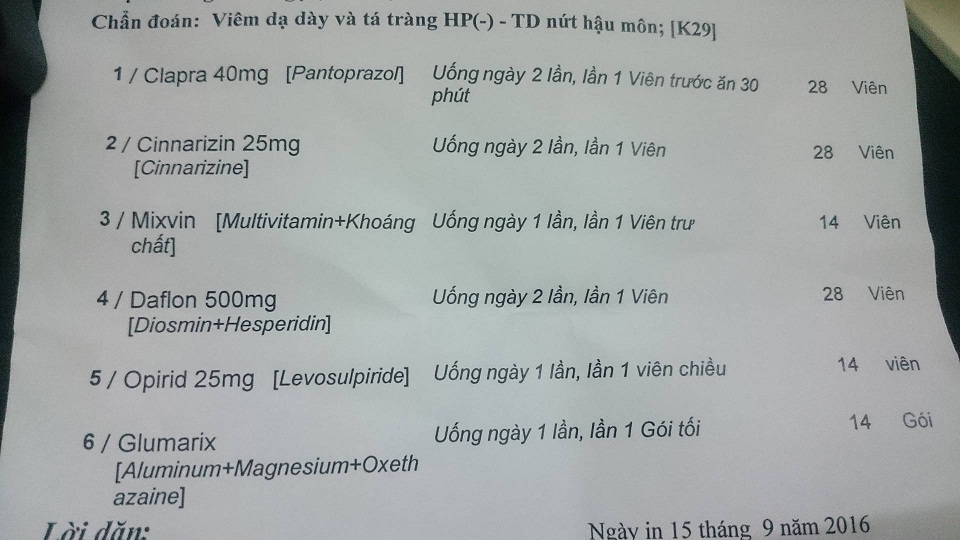 Chẩn đoán: Viêm dạ dày và tá tràng HP(-) - TD nứt hậu môn; [K29]
1 / Clapra 40mg [Pantoprazol] Uống ngày 2 lần, lần 1 Viên trước ăn 30 28 Viên
phút
2 / Cinnarizin 25mg Uống ngày 2 lần, lần 1 Viên 28 Viên
[Cinnarizine]
3 / Mixvin [Multivitamin+Khoáng Uống ngày 1 lần, lần 1 Viên trư 14 Viên
chất]
4 / Daflon 500mg Uống ngày 2 lần, lần 1 Viên 28 Viên
[Diosmin+Hesperidin]
5 / Opirid 25mg [Levosulpiride] Uống ngày 1 lần, lần 1 viên chiều 14 viên
6 / Glumarix Uống ngày 1 lần, lần 1 Gói tối 14 Gói
[Aluminum+Magnesium+Oxeth
azaine]
Lời dặn: Ngày in 15 tháng 9 năm 2016